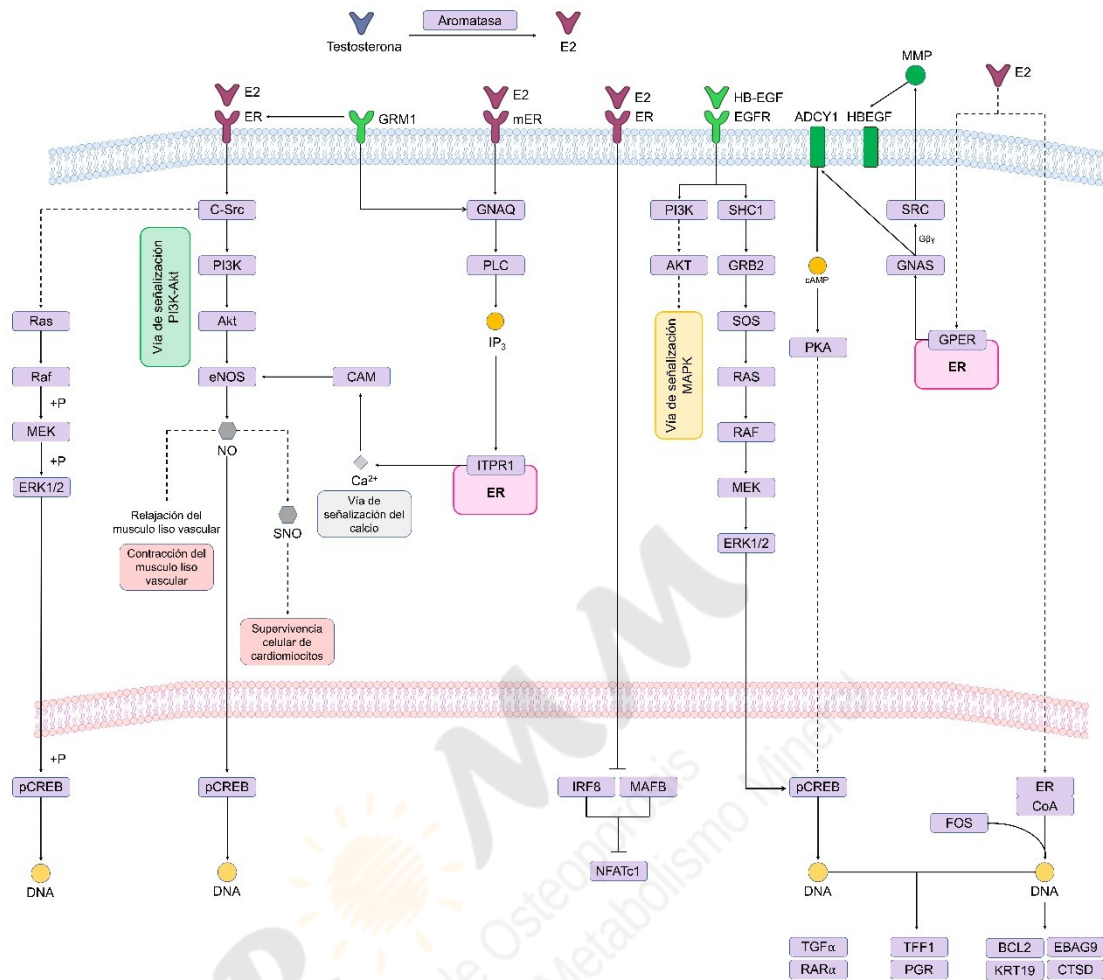 Aromatasa
Testosterona
E2
MMP
E2
E2
E2
HB-EGF
E2
ER
GRM1
mER
ER
EGFR
ADCY1
HBEGF
C-Src
GNAQ
PI3K
SHC1
SRC
Gβγ
Vía de señalización
PI3K-Akt
PI3K
PLC
AKT
GRB2
cAMP
GNAS
Ras
Akt
IP3
SOS
PKA
GPER
ER
Raf
eNOS
CAM
Vía de señalización
MAPK
RAS
+P
MEK
NO
RAF
+P
ERK1/2
Ca2+
ITPR1
ER
MEK
Relajación del
musculo liso vascular
SNO
Vía de
señalización del
calcio
Contracción del
musculo liso
vascular
ERK1/2
Supervivencia
celular de
cardiomiocitos
+P
pCREB
pCREB
IRF8
MAFB
pCREB
ER
CoA
FOS
NFATc1
DNA
DNA
DNA
DNA
TGFα
TFF1
BCL2
EBAG9
RARα
PGR
KRT19
CTSD
MM
de Osteoporosis
Metabolismo Mineral